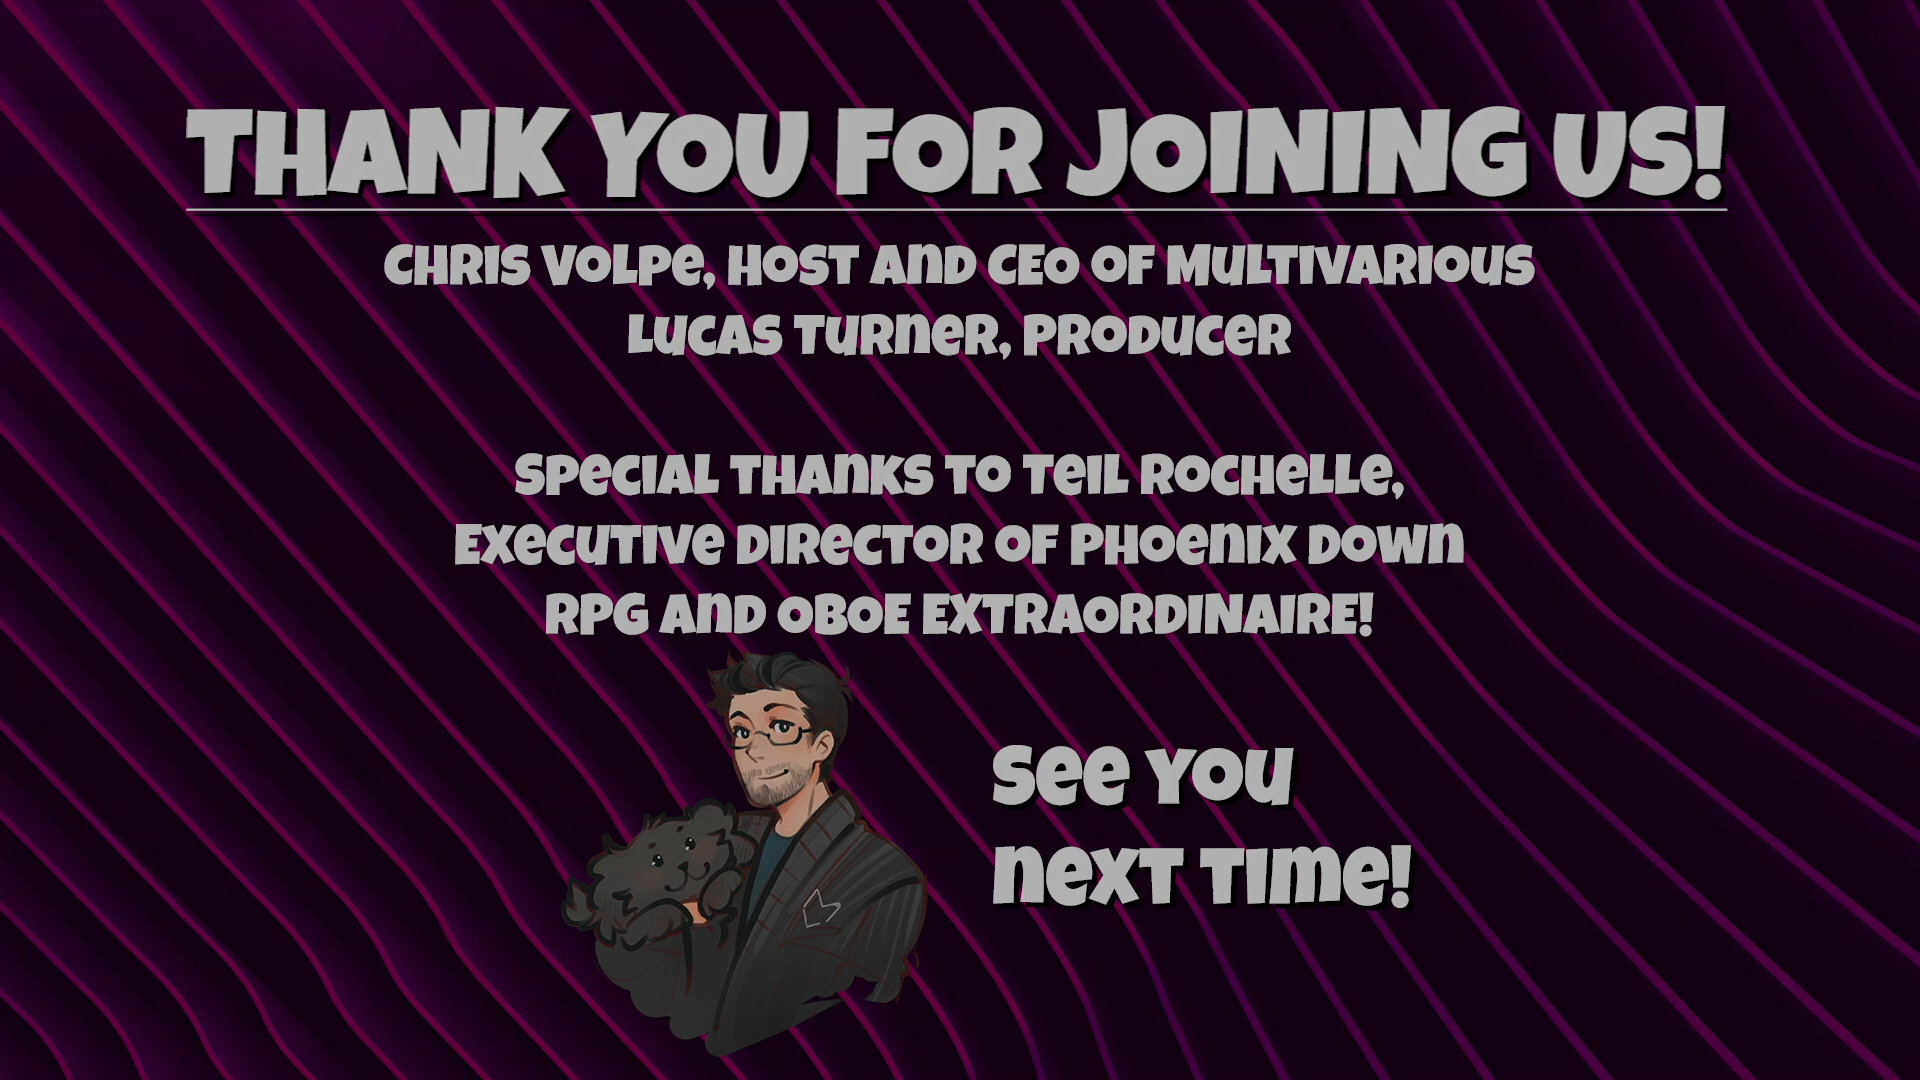 THANK YOU FOR JOINING US!
Chris Volpe, Host and CEO of Multivarious
Lucas Turner, Producer
Special thanks to Teil Rochelle,
Executive Director of Phoenix Down
RPG and OBOE EXTRAORDINAIRE!
See you
next time!